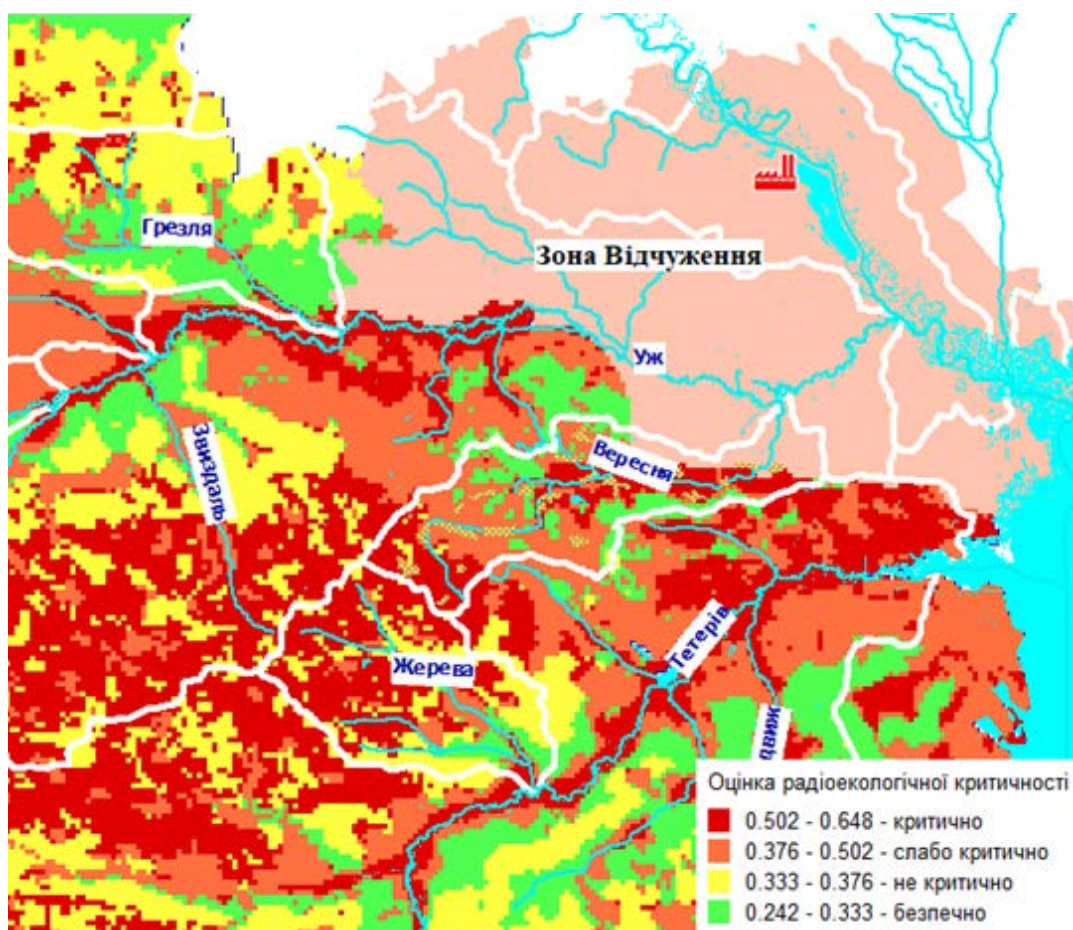 Грезля
Зона Відчуження
Уж
Звиздаль
Вересня
Тетерів
Жерева
движ
Оцінка радіоекологічної критичності
0.502 - 0.648 - критично
0.376 - 0.502 - слабо критично
0.333 - 0.376 - не критично
0.242 - 0.333 - безпечно